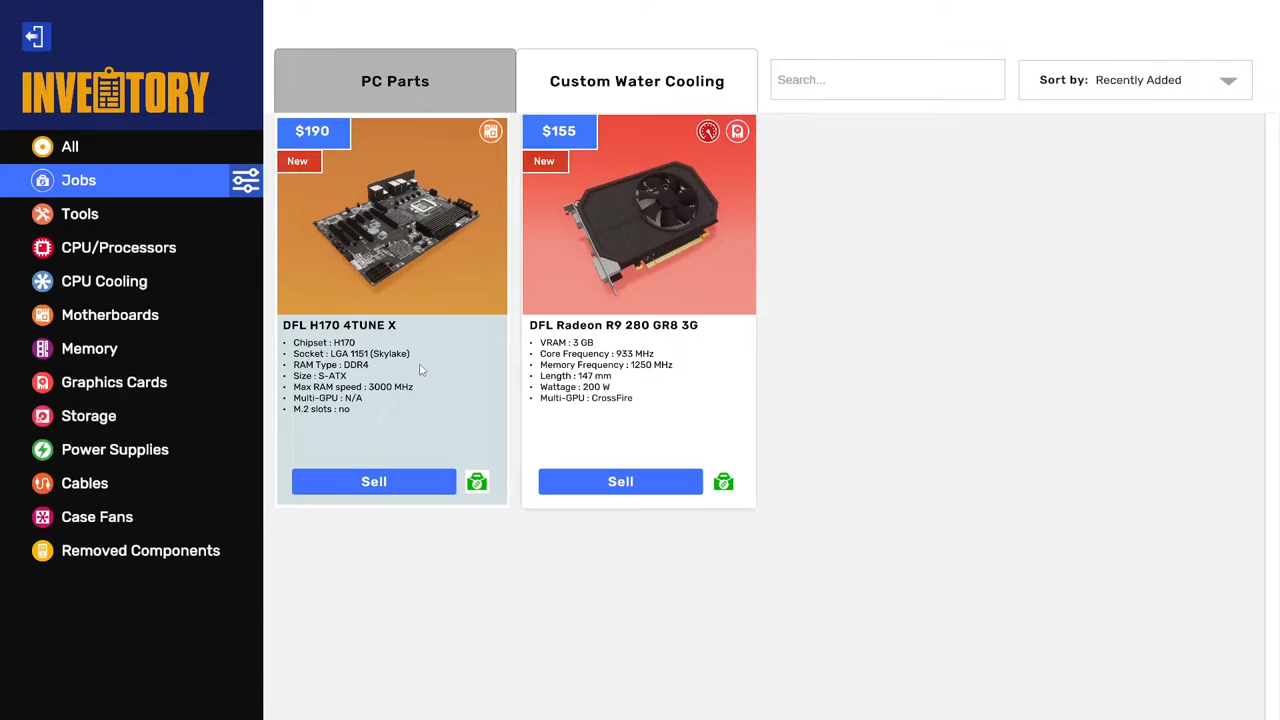 INVENTORY
All
Jobs
Tools
CPU/Processors
CPU Cooling
Motherboards
Memory
Graphics Cards
Storage
Power Supplies
Cables
Case Fans
Removed Components
PC Parts
Custom Water Cooling
Search...
Sort by: Recently Added
$190
New
DFL H170 4TUNE X
• Chipset : H170
• Socket : LGA 1151 (Skylake)
• RAM Type : DDR4
• Size : S-ATX
• Max RAM speed : 3000 MHz
• Multi-GPU : N/A
• M.2 slots : no
Sell
$155
New
DFL Radeon R9 280 GR8 3G
• VRAM : 3 GB
• Core Frequency : 933 MHz
• Memory Frequency : 1250 MHz
• Length : 147 mm
• Wattage : 200 W
• Multi-GPU : CrossFire
Sell